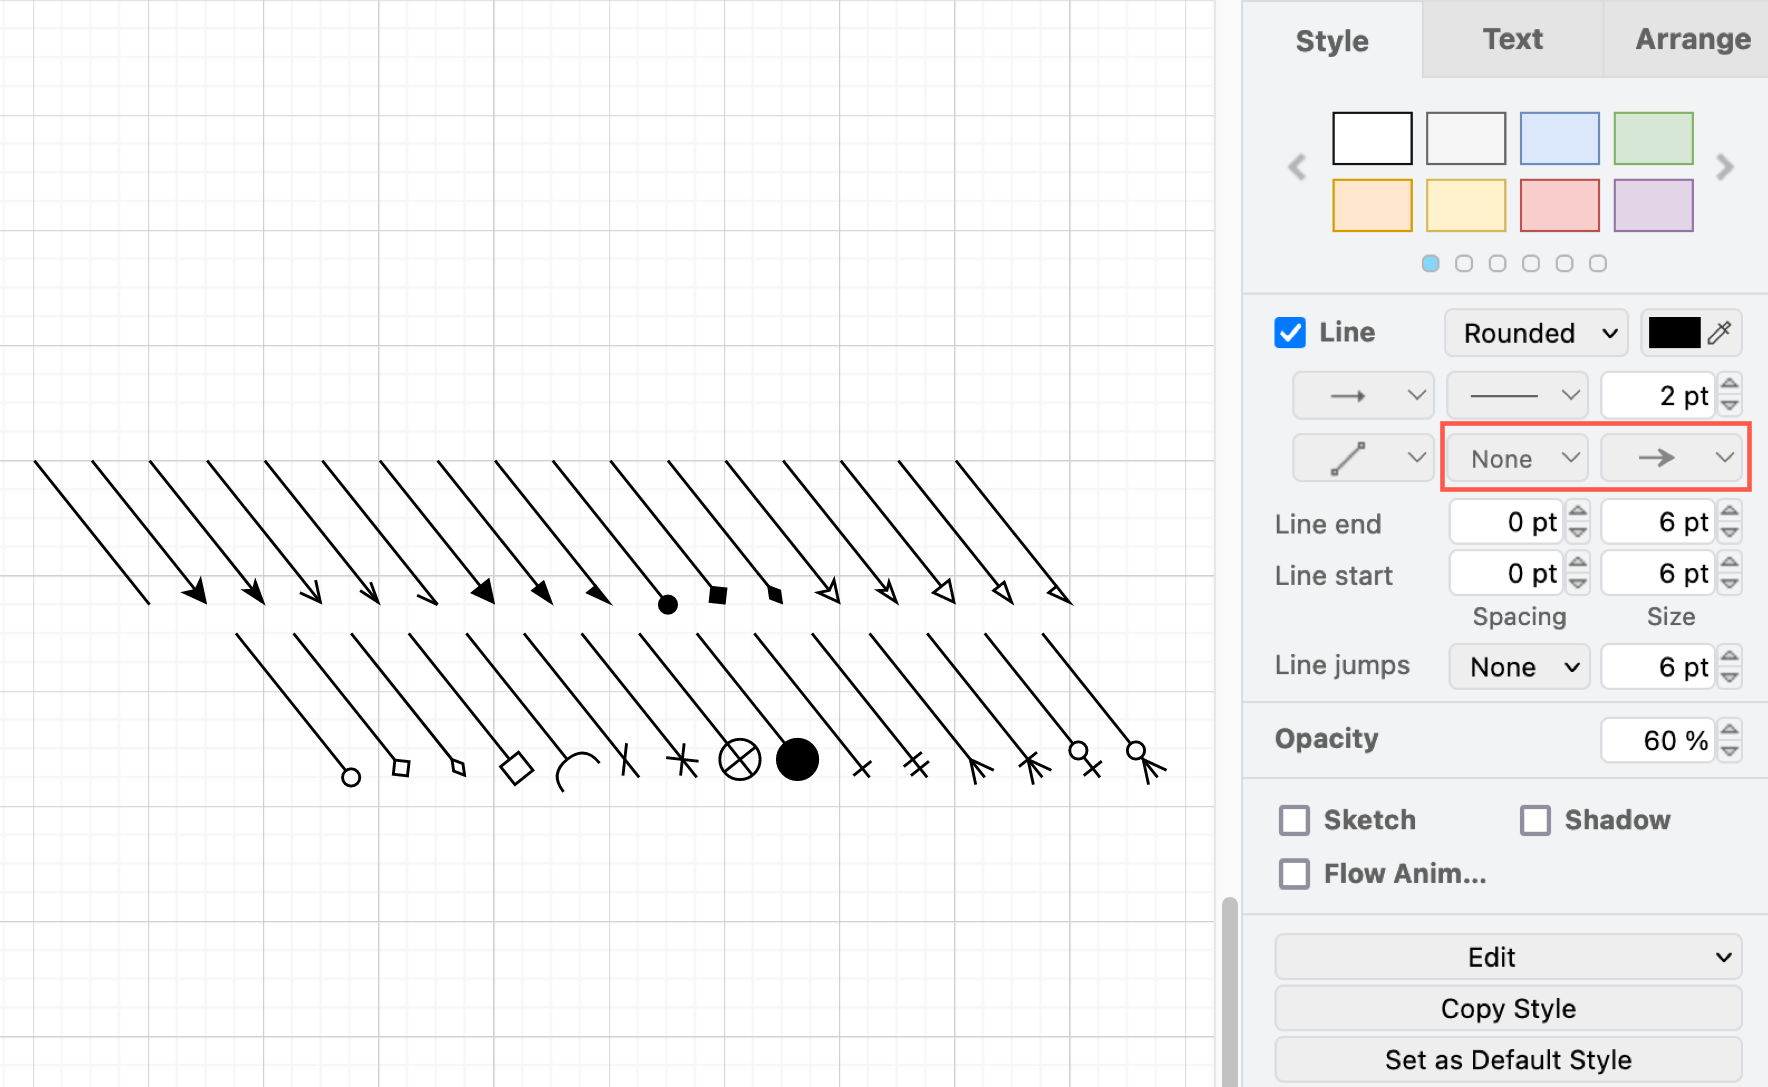 Style Text Arrange
Line Rounded
2 pt
None
Line end 0 pt 6 pt
Line start 0 pt 6 pt
Spacing Size
Line jumps None 6 pt
Opacity 60 %
Sketch Shadow
Flow Anim...
Edit
Copy Style
Set as Default Style